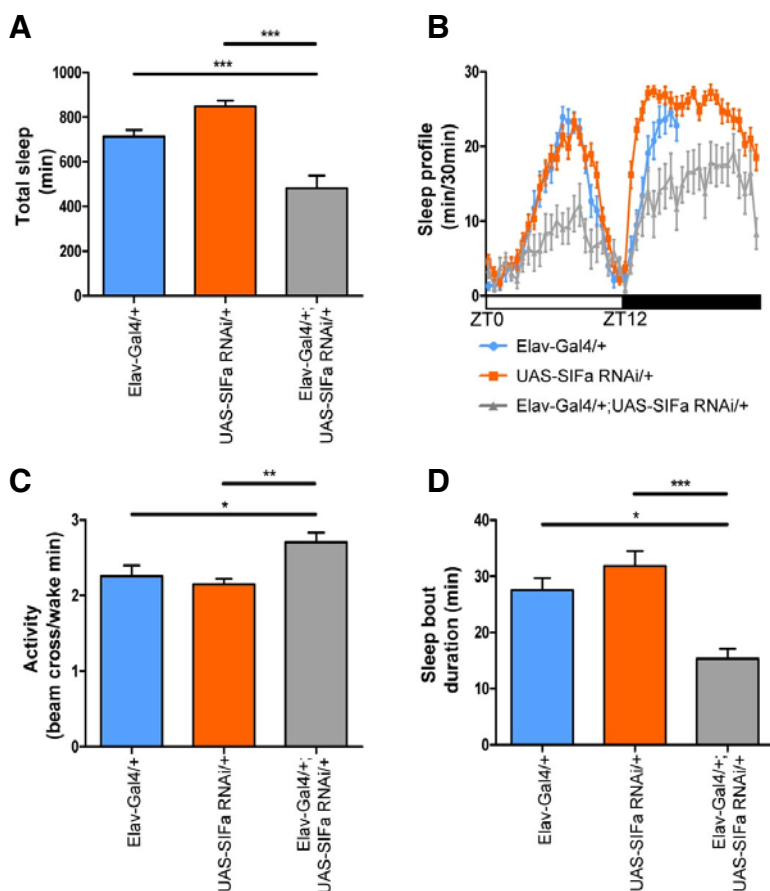 A
***
***
1000
800
600
400
200
0
Total sleep
(min)
Elav-Gal4/+
UAS-SIFa RNAi/+
Elav-Gal4/+;
UAS-SIFa RNAi/+
B
30
20
10
0
Sleep profile
(min/30min)
ZT0
ZT12
Elav-Gal4/+
UAS-SIFa RNAi/+
Elav-Gal4/+;UAS-SIFa RNAi/+
C
**
*
3
2
1
0
Activity
(beam cross/wake min)
Elav-Gal4/+
UAS-SIFa RNAi/+
Elav-Gal4/+;
UAS-SIFa RNAi/+
D
***
*
40
30
20
10
0
Sleep bout
duration (min)
Elav-Gal4/+
UAS-SIFa RNAi/+
Elav-Gal4/+;
UAS-SIFa RNAi/+